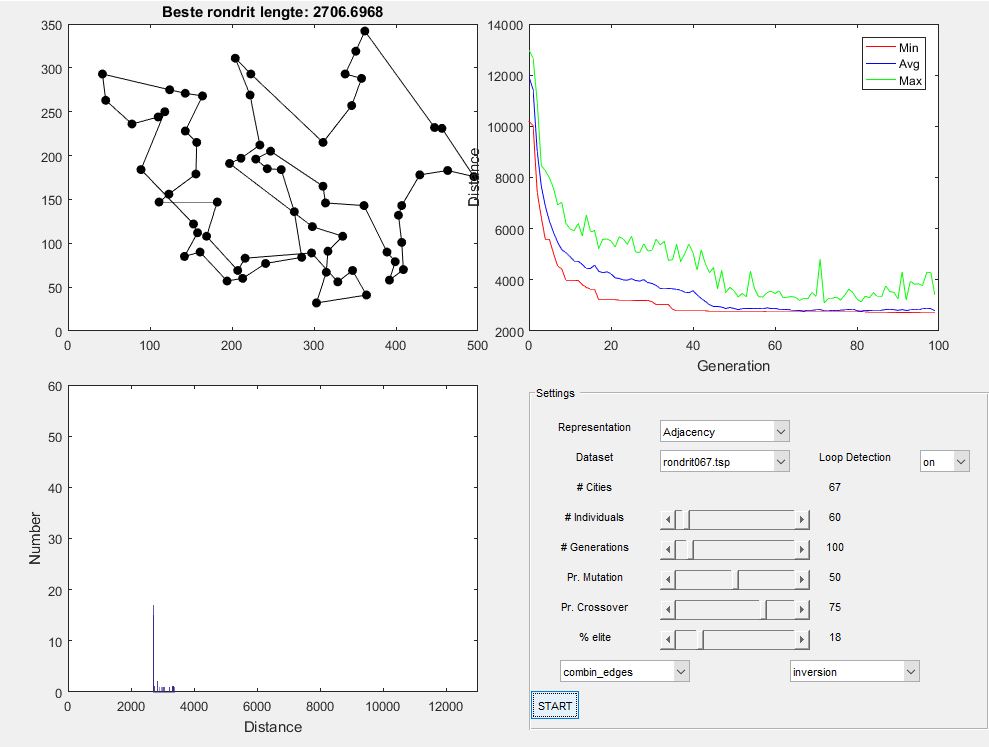 Beste rondrit lengte: 2706.6968
350
300
250
200
150
100
50
0
0 100 200 300 400 500
14000
12000
10000
8000
6000
4000
2000
Distance
0 20 40 60 80 100
Generation
Min
Avg
Max
60
50
40
30
20
10
0
Number
0 2000 4000 6000 8000 10000 12000
Distance
Settings
Representation Adjacency
Dataset rondrit067.tsp Loop Detection on
# Cities 67
# Individuals 60
# Generations 100
Pr. Mutation 50
Pr. Crossover 75
% elite 18
combin_edges inversion
START